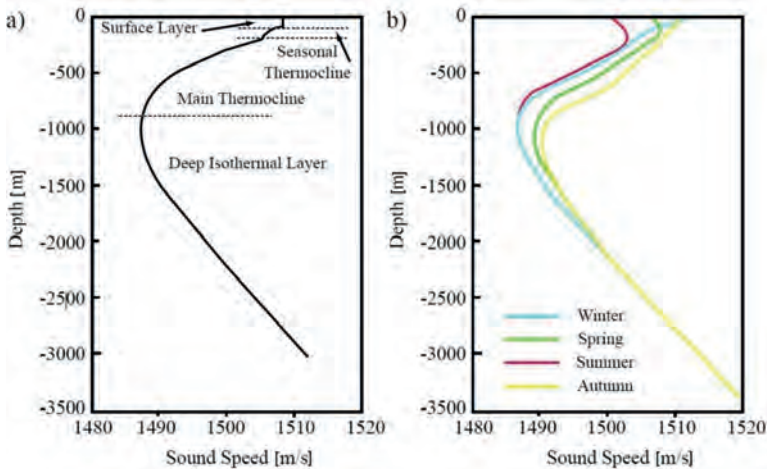 a)
Depth [m]
0
-500
-1000
-1500
-2000
-2500
-3000
-3500
Surface Layer
Seasonal
Thermocline
Main Thermocline
Deep Isothermal Layer
1480
1490
1500
1510
1520
Sound Speed [m/s]
b)
Depth [m]
0
-500
-1000
-1500
-2000
-2500
-3000
-3500
Winter
Spring
Summer
Autumn
1480
1490
1500
1510
1520
Sound Speed [m/s]